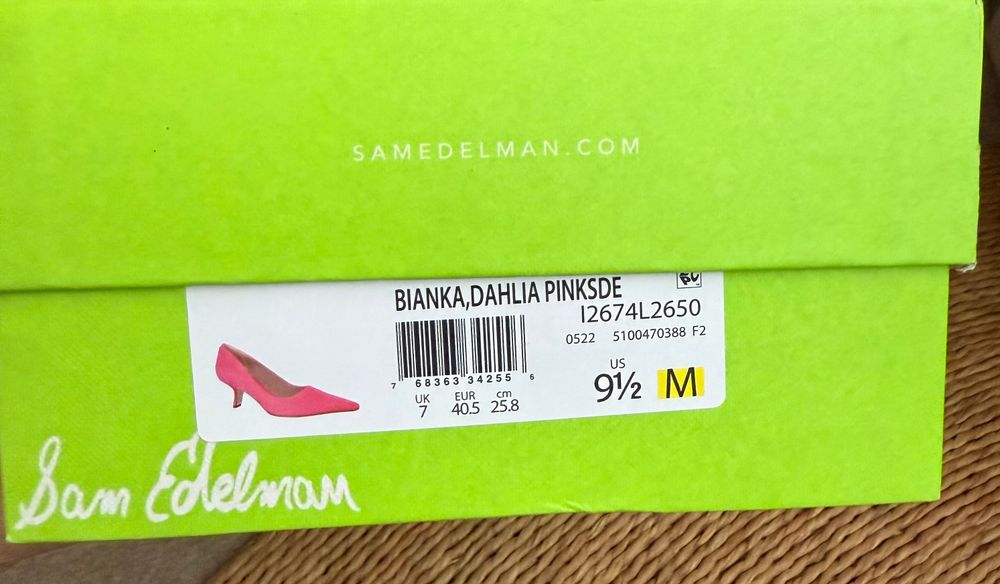 SAMEDELMAN.COM
BIANKA,DAHLIA PINKSDE
I2674L2650
0522 5100470388 F2
7 68363 34255 6
UK EUR cm
7 40.5 25.8
US
9½ M
Sam Edelman